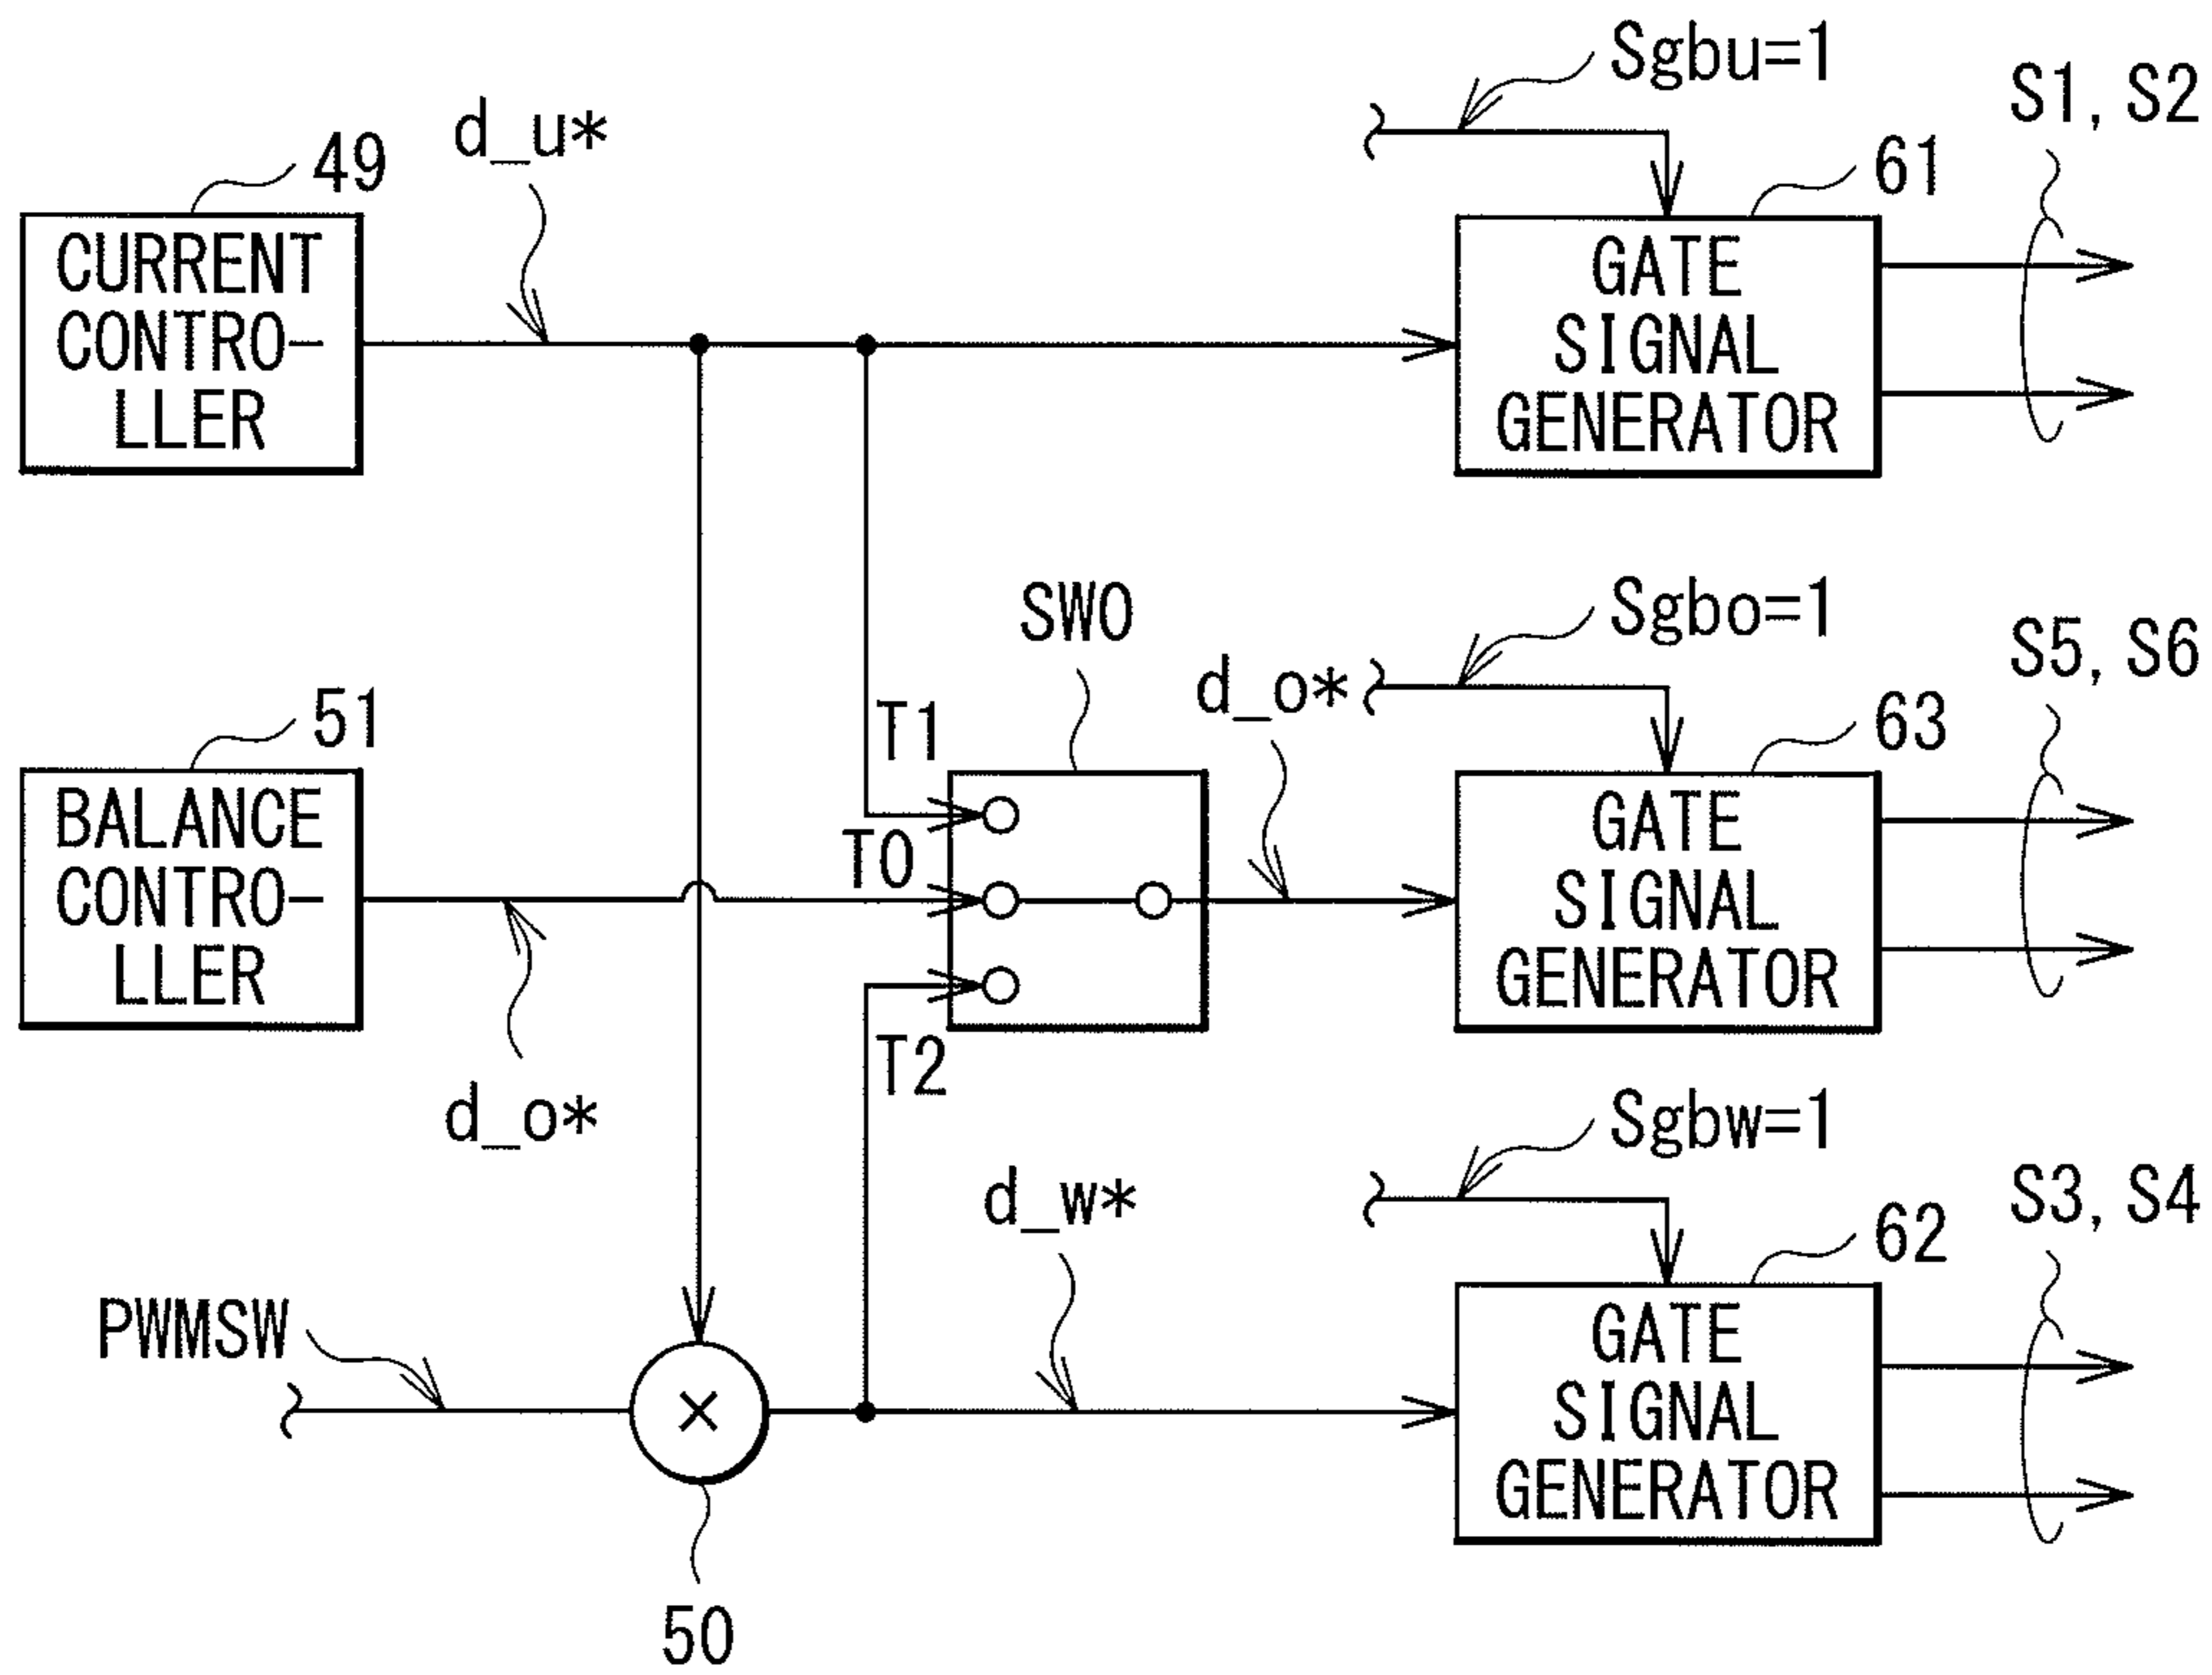 Sgbu=1
S1, S2
d_u*
49
61
CURRENT
CONTRO-
LLER
GATE
SIGNAL
GENERATOR
SWO
Sgbo=1
S5, S6
d_o*
51
T1
63
BALANCE
CONTRO-
LLER
T0
GATE
SIGNAL
GENERATOR
T2
d_o*
Sgbw=1
d_w*
S3, S4
62
PWMSW
×
GATE
SIGNAL
GENERATOR
50